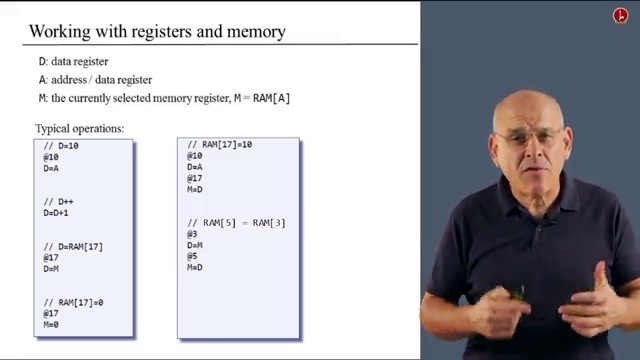 Working with registers and memory
D: data register
A: address / data register
M: the currently selected memory register, M = RAM[A]
Typical operations:
// D=10
@10
D=A
// D++
D=D+1
// D=RAM[17]
@17
D=M
// RAM[17]=0
@17
M=0
// RAM[17]=10
@10
D=A
@17
M=D
// RAM[5] = RAM[3]
@3
D=M
@5
M=D